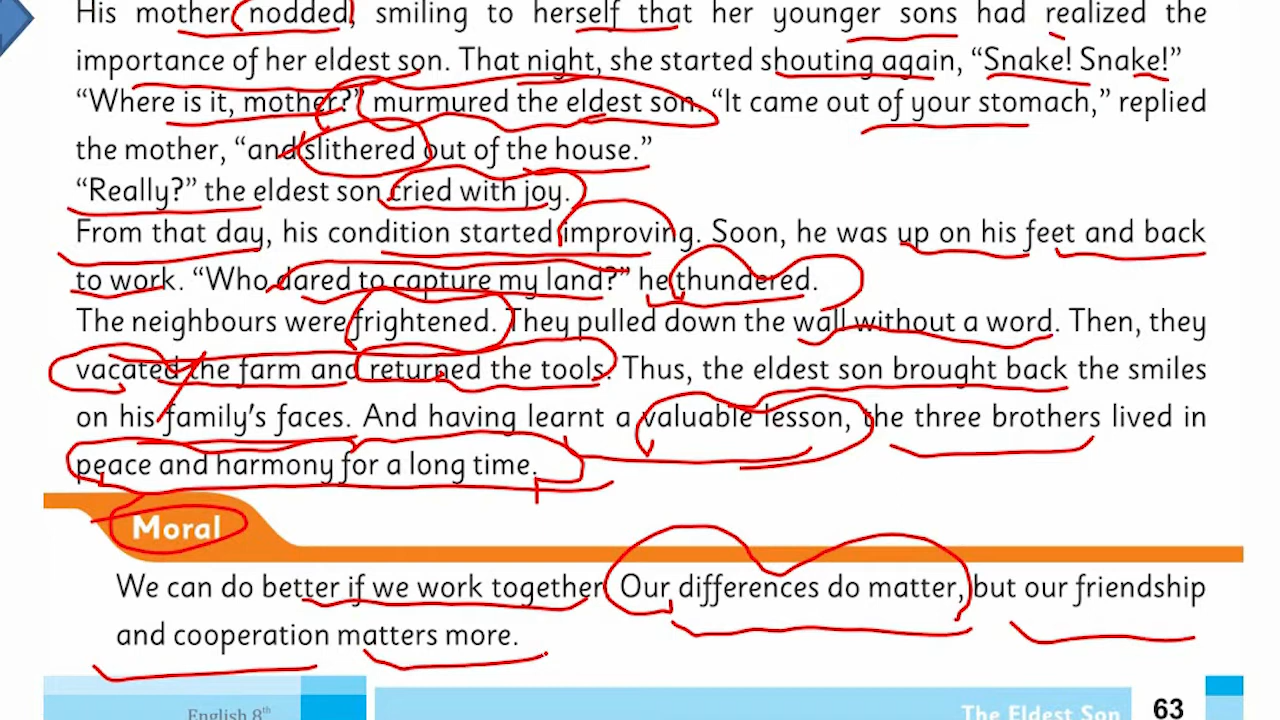 His mother nodded, smiling to herself that her younger sons had realized the
importance of her eldest son. That night, she started shouting again, “Snake! Snake!”
“Where is it, mother?” murmured the eldest son. “It came out of your stomach,” replied
the mother, “and slithered out of the house.”
“Really?” the eldest son cried with joy.
From that day, his condition started improving. Soon, he was up on his feet and back
to work. “Who dared to capture my land?” he thundered.
The neighbours were frightened. They pulled down the wall without a word. Then, they
vacated the farm and returned the tools. Thus, the eldest son brought back the smiles
on his family’s faces. And having learnt a valuable lesson, the three brothers lived in
peace and harmony for a long time.
Moral
We can do better if we work together. Our differences do matter, but our friendship
and cooperation matters more.
English 8th
The Eldest Son 63